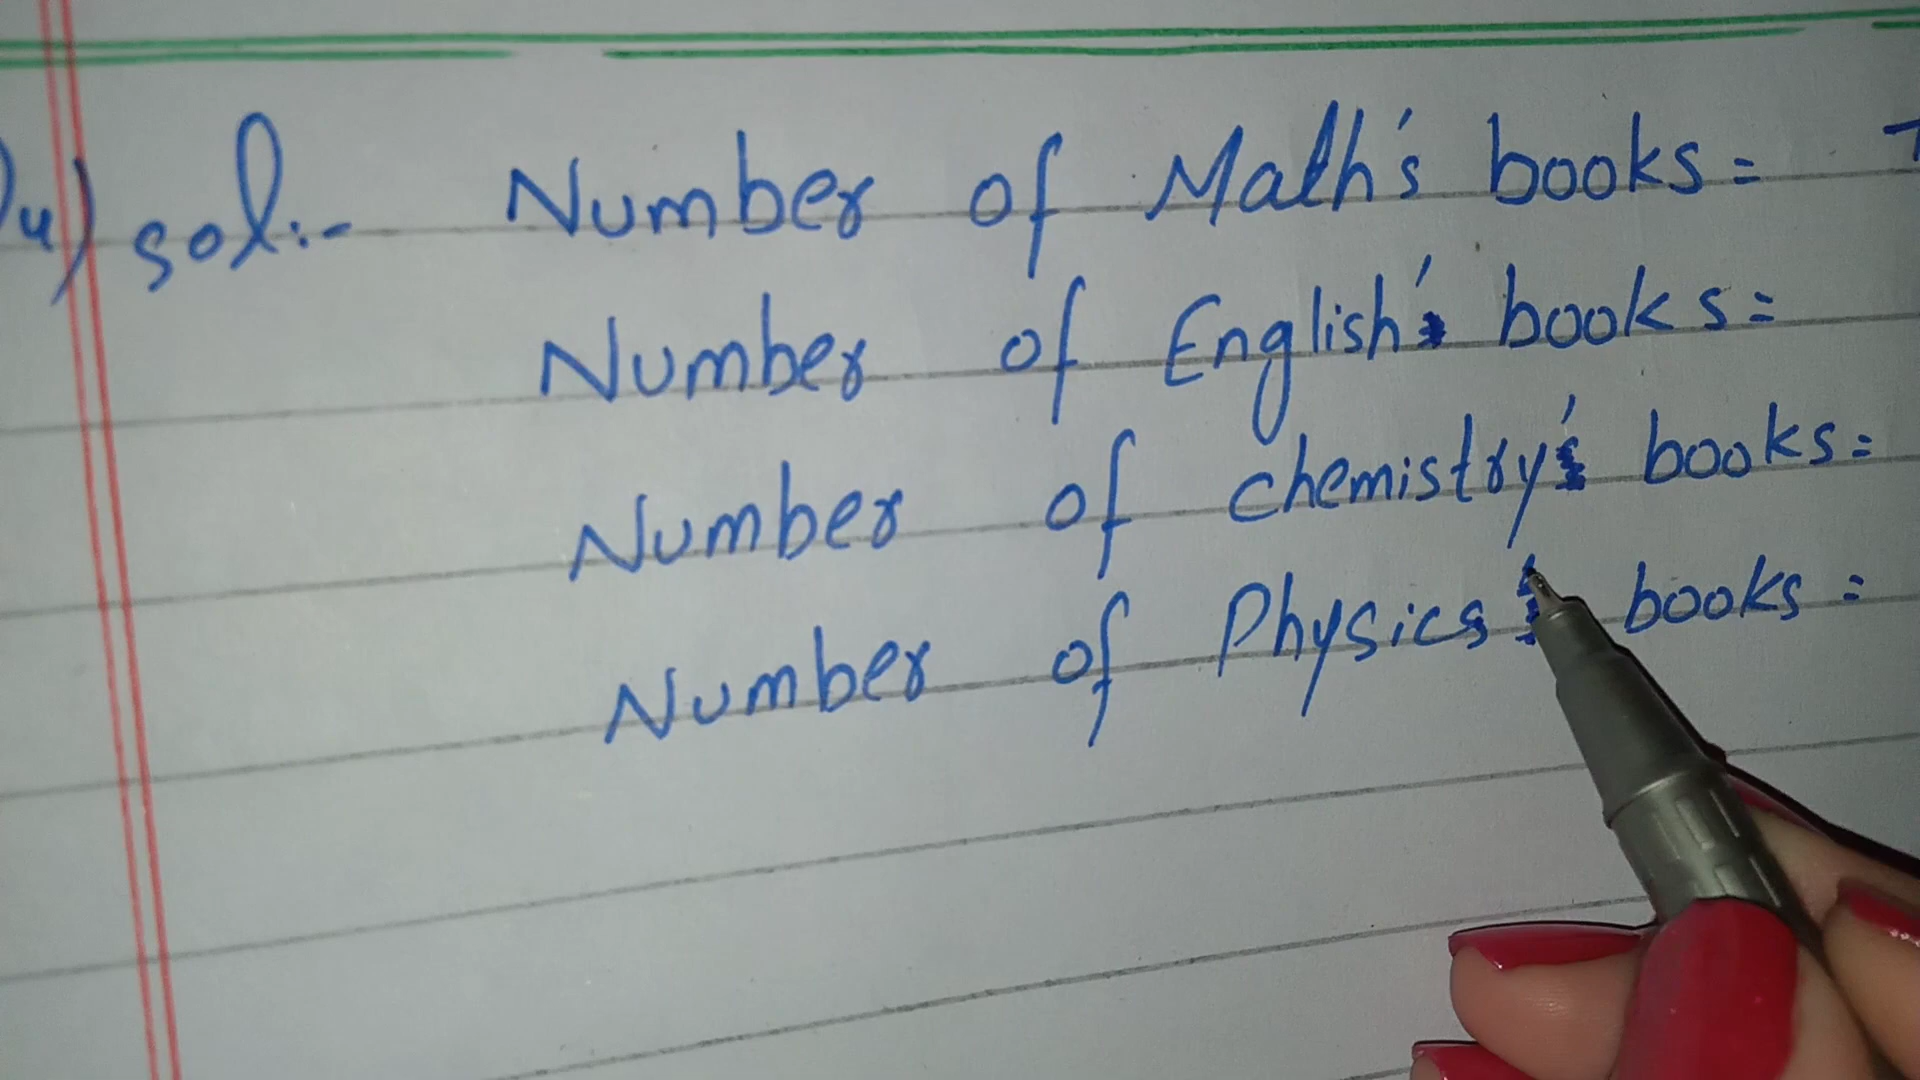 u) sol:- Number of Math's books=
Number of English's books=
Number of chemistry's books=
Number of Physics books =